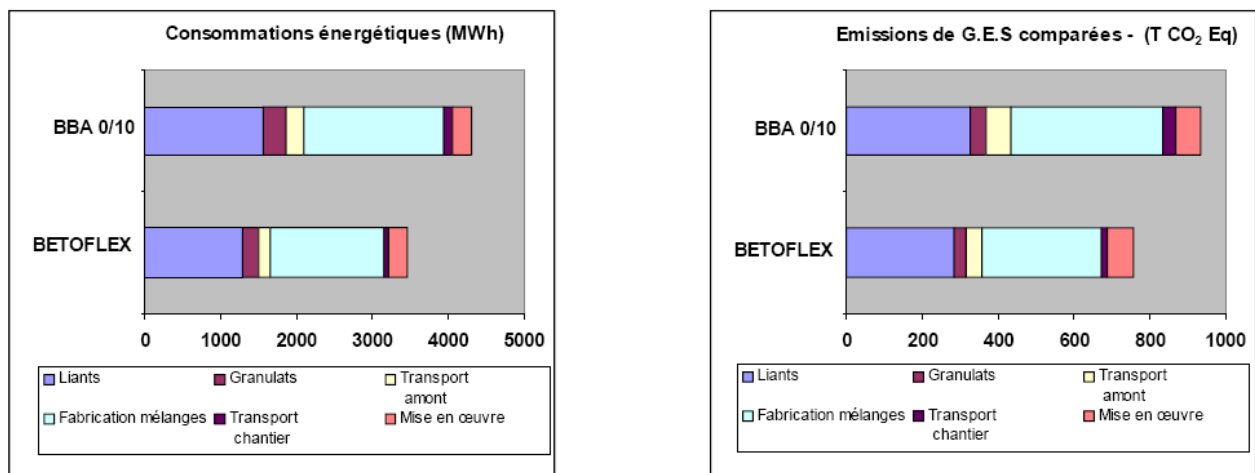 Consommations énergétiques (MWh)
BBA 0/10
BETOFLEX
0 1000 2000 3000 4000 5000
Liants Granulats Transport amont
Fabrication mélanges Transport chantier Mise en œuvre
Emissions de G.E.S comparées - (T CO₂ Eq)
BBA 0/10
BETOFLEX
0 200 400 600 800 1000
Liants Granulats Transport amont
Fabrication mélanges Transport chantier Mise en œuvre